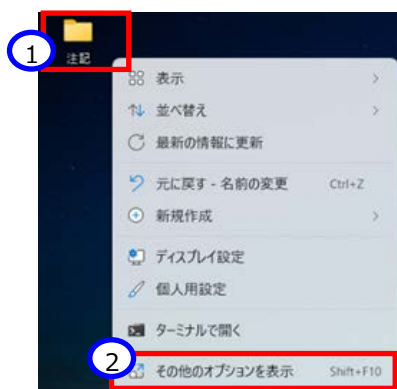 1
注記
表示
並べ替え
最新の情報に更新
元に戻す - 名前の変更 Ctrl+Z
新規作成
ディスプレイ設定
個人用設定
ターミナルで開く
2
その他のオプションを表示 Shift+F10